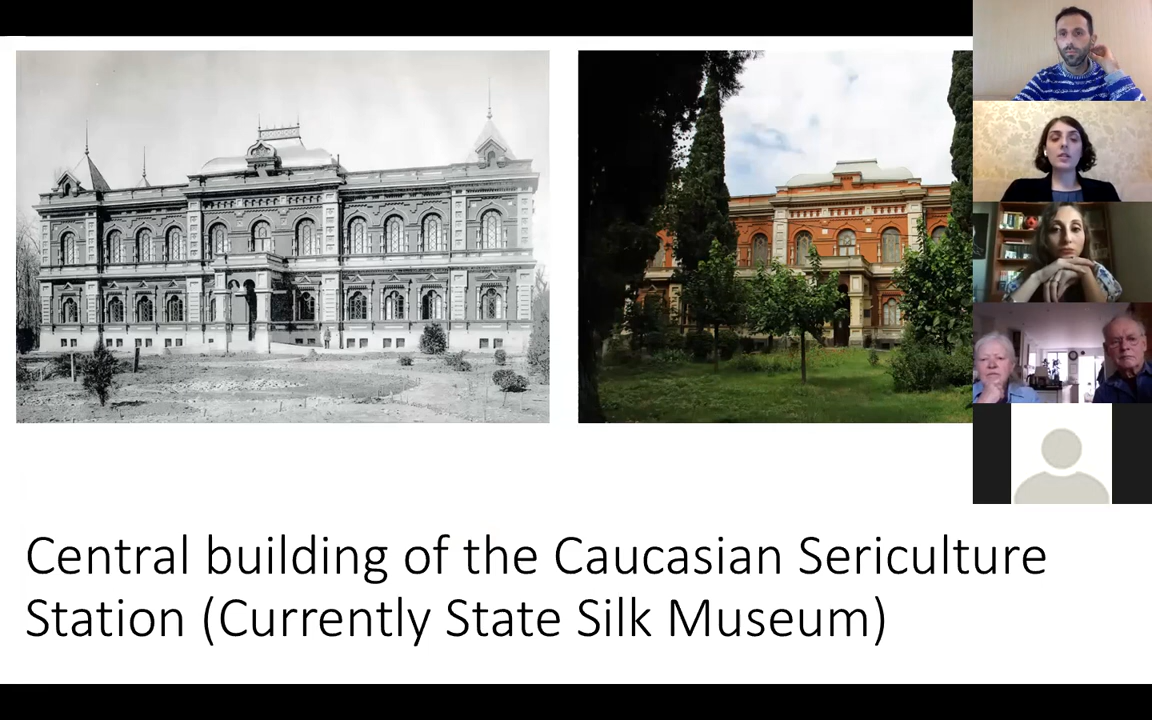 Central building of the Caucasian Sericulture
Station (Currently State Silk Museum)